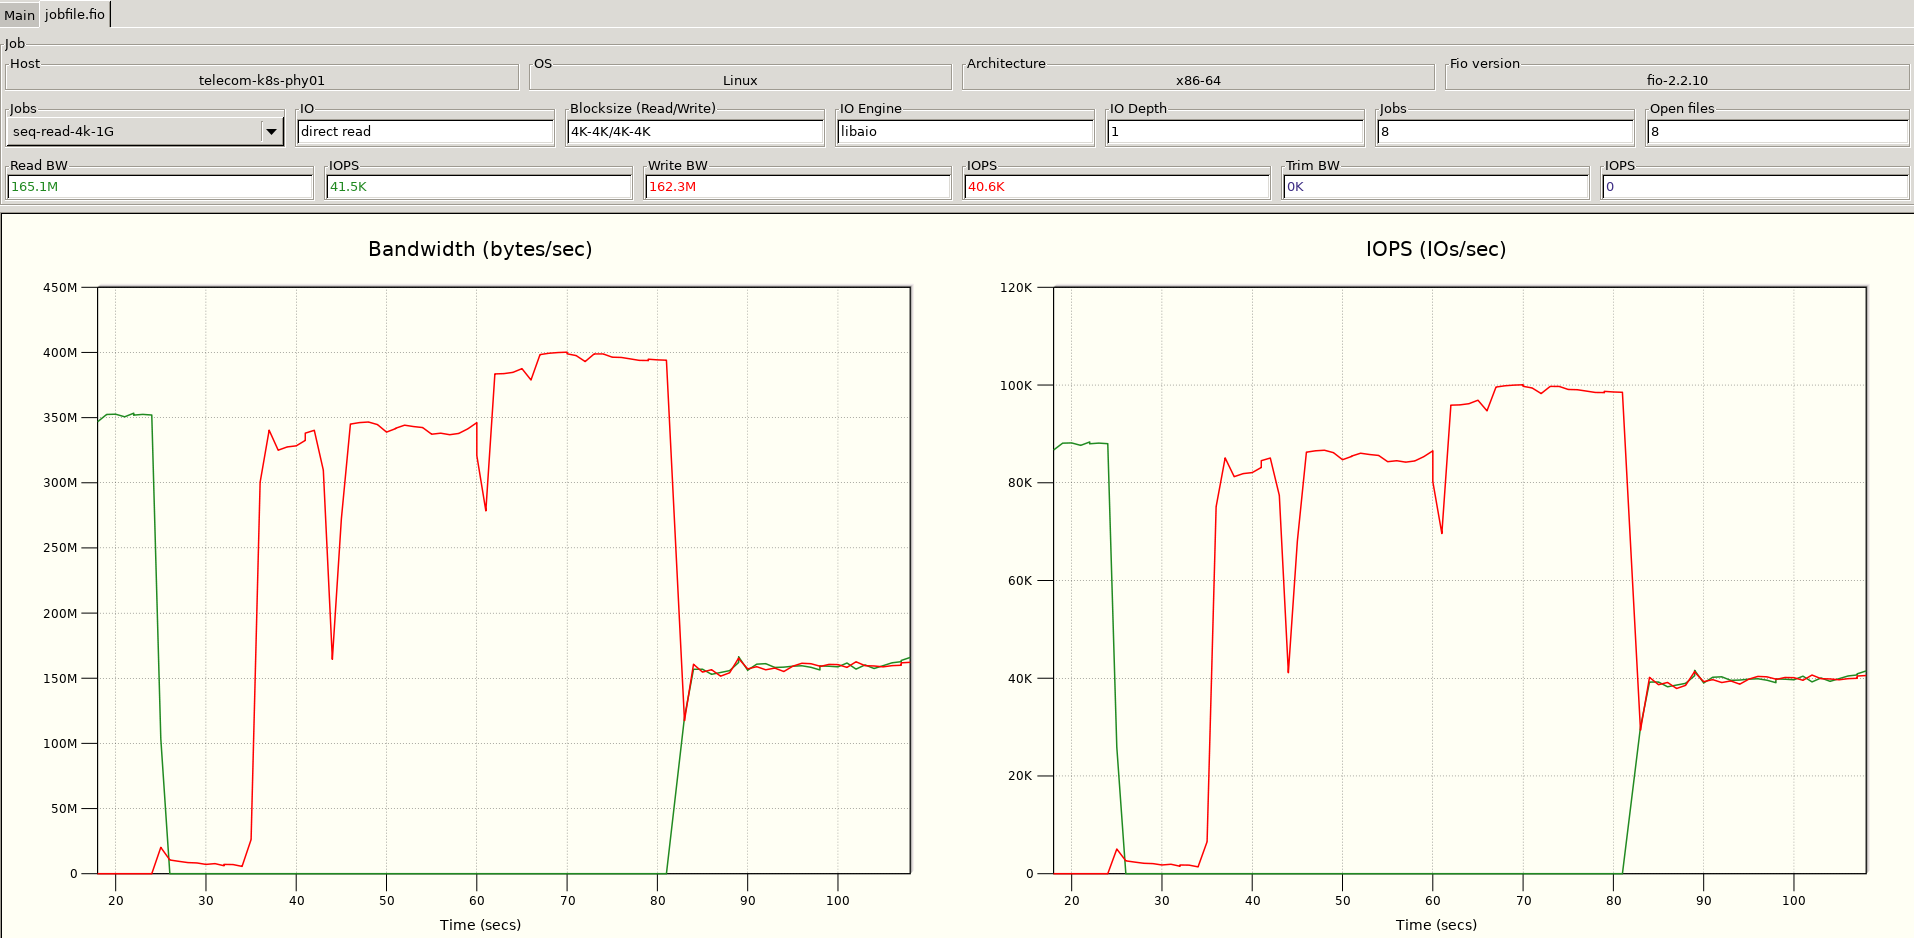 Main jobfile.fio
Job
Host OS Architecture Fio version
telecom-k8s-phy01 Linux x86-64 fio-2.2.10
Jobs IO Blocksize (Read/Write) IO Engine IO Depth Jobs Open files
seq-read-4k-1G direct read 4K-4K/4K-4K libaio 1 8 8
Read BW IOPS Write BW IOPS Trim BW IOPS
165.1M 41.5K 162.3M 40.6K 0K 0
Bandwidth (bytes/sec)
450M
400M
350M
300M
250M
200M
150M
100M
50M
0
20 30 40 50 60 70 80 90 100
Time (secs)
IOPS (IOs/sec)
120K
100K
80K
60K
40K
20K
0
20 30 40 50 60 70 80 90 100
Time (secs)